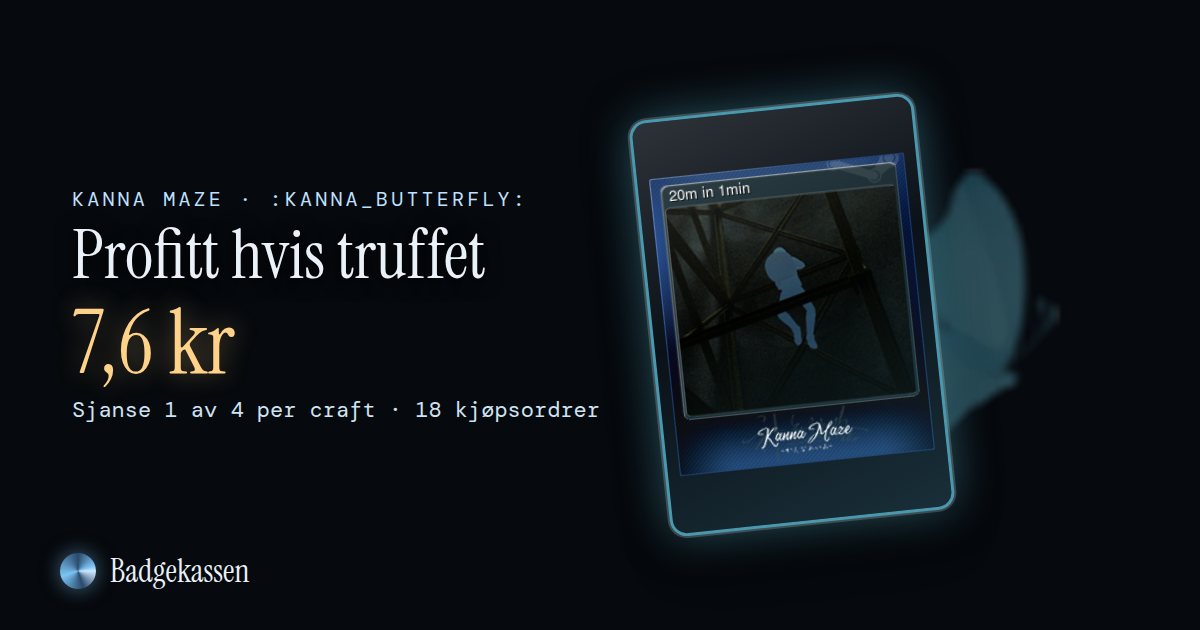 KANNA MAZE · :KANNA_BUTTERFLY:
Profitt hvis truffet
7,6 kr
Sjanse 1 av 4 per craft · 18 kjøpsordrer
20m in 1min
Kanna Maze
Badgekassen